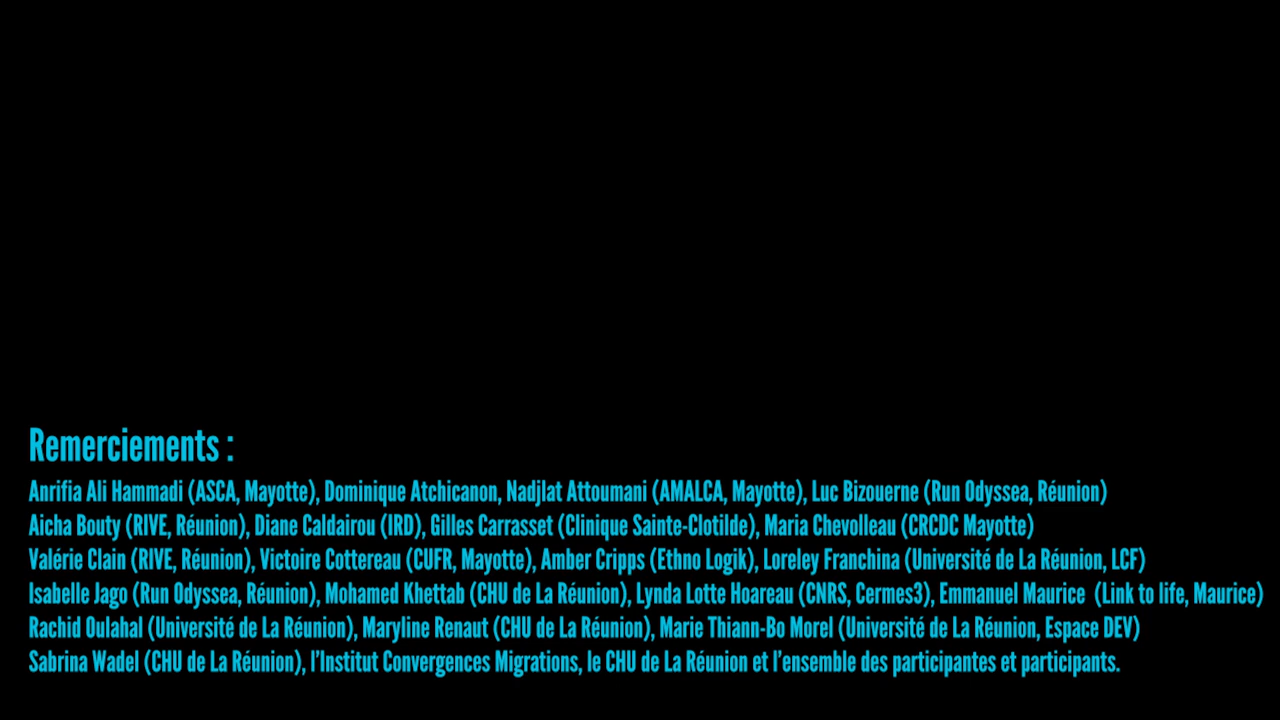 Remerciements :
Anrifia Ali Hammadi (ASCA, Mayotte), Dominique Atchicanon, Nadjlat Attoumani (AMALCA, Mayotte), Luc Bizouerne (Run Odyssea, Réunion)
Aicha Bouty (RIVE, Réunion), Diane Caldairou (IRD), Gilles Carrasset (Clinique Sainte-Clotilde), Maria Chevolleau (CRCDC Mayotte)
Valérie Clain (RIVE, Réunion), Victoire Cottereau (CUFR, Mayotte), Amber Cripps (Ethno Logik), Loreley Franchina (Université de La Réunion, LCF)
Isabelle Jago (Run Odyssea, Réunion), Mohamed Khettab (CHU de La Réunion), Lynda Lotte Hoareau (CNRS, Cermes3), Emmanuel Maurice  (Link to life, Maurice)
Rachid Oulahal (Université de La Réunion), Maryline Renaut (CHU de La Réunion), Marie Thiann-Bo Morel (Université de La Réunion, Espace DEV)
Sabrina Wadel (CHU de La Réunion), l’Institut Convergences Migrations, le CHU de La Réunion et l’ensemble des participantes et participants.